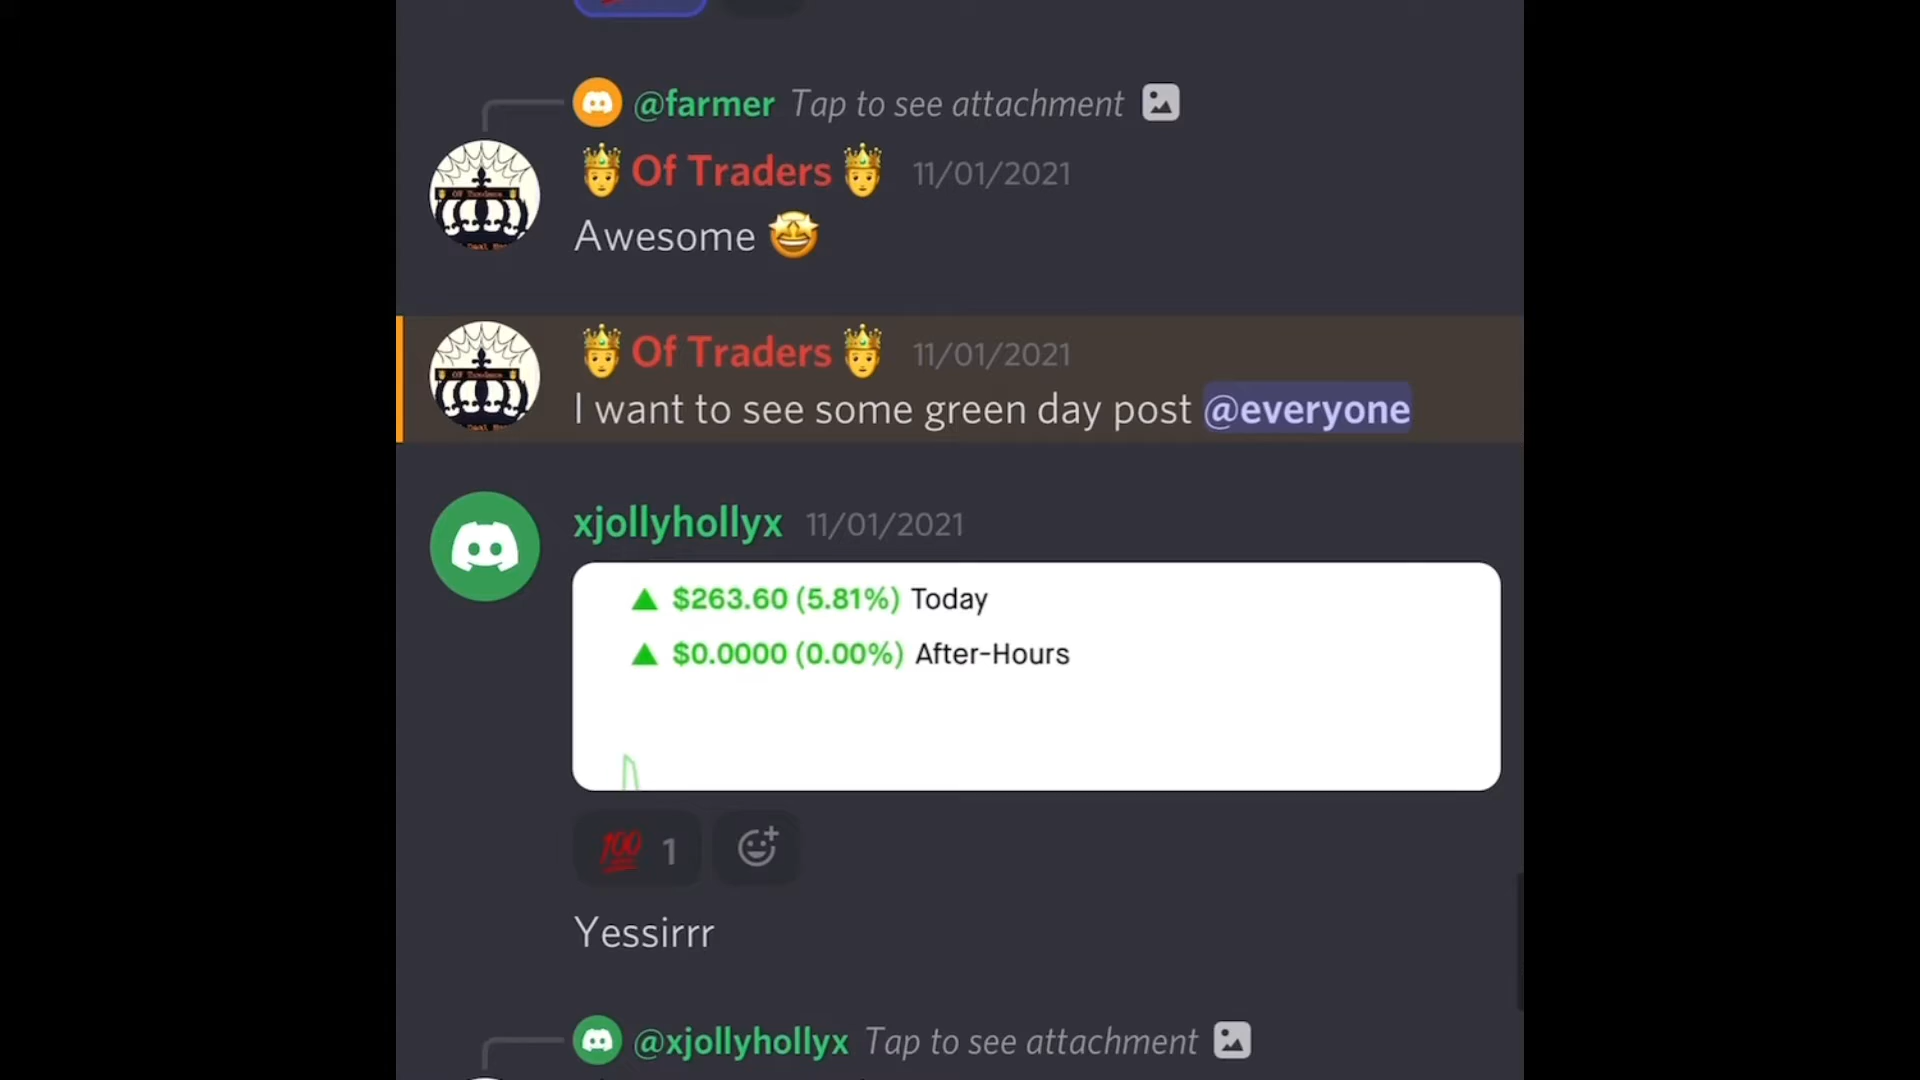 @farmer Tap to see attachment
Of Traders 11/01/2021
Awesome
Of Traders 11/01/2021
I want to see some green day post @everyone
xjollyhollyx 11/01/2021
▲ $263.60 (5.81%) Today
▲ $0.0000 (0.00%) After-Hours
100 1
Yessirrr
@xjollyhollyx Tap to see attachment